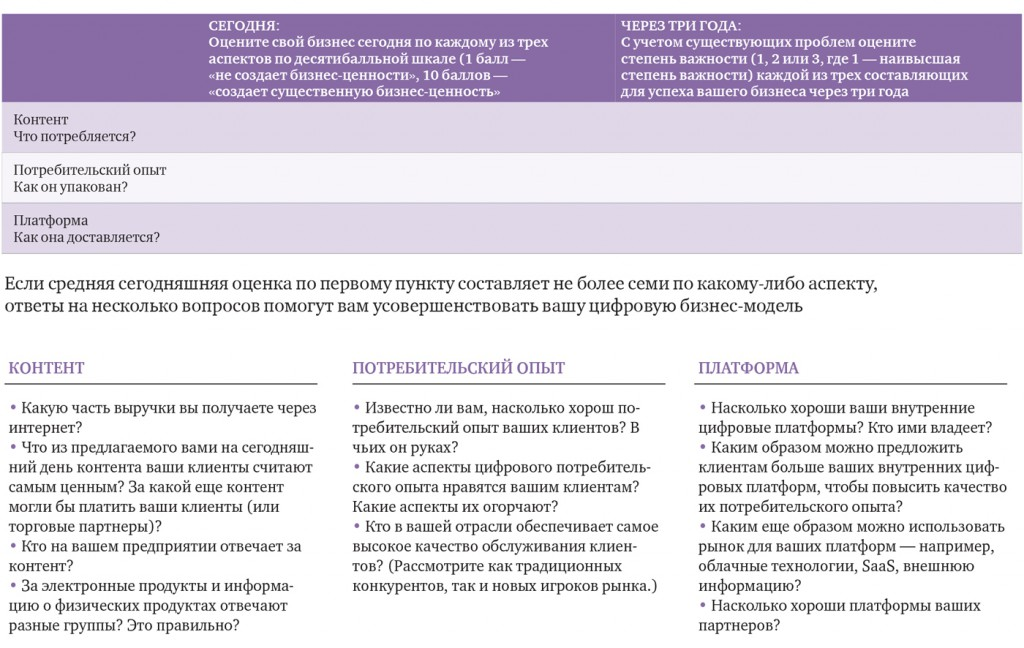 СЕГОДНЯ:
Оцените свой бизнес сегодня по каждому из трех
аспектов по десятибалльной шкале (1 балл —
«не создает бизнес-ценности», 10 баллов —
«создает существенную бизнес-ценность»
ЧЕРЕЗ ТРИ ГОДА:
С учетом существующих проблем оцените
степень важности (1, 2 или 3, где 1 — наивысшая
степень важности) каждой из трех составляющих
для успеха вашего бизнеса через три года
Контент
Что потребляется?
Потребительский опыт
Как он упакован?
Платформа
Как она доставляется?
Если средняя сегодняшняя оценка по первому пункту составляет не более семи по какому-либо аспекту,
ответы на несколько вопросов помогут вам усовершенствовать вашу цифровую бизнес-модель
КОНТЕНТ
• Какую часть выручки вы получаете через
интернет?
• Что из предлагаемого вами на сегодняш-
ний день контента ваши клиенты считают
самым ценным? За какой еще контент
могли бы платить ваши клиенты (или
торговые партнеры)?
• Кто на вашем предприятии отвечает за
контент?
• За электронные продукты и информа-
цию о физических продуктах отвечают
разные группы? Это правильно?
ПОТРЕБИТЕЛЬСКИЙ ОПЫТ
• Известно ли вам, насколько хорош по-
требительский опыт ваших клиентов? В
чьих он руках?
• Какие аспекты цифрового потребитель-
ского опыта нравятся вашим клиентам?
Какие аспекты их огорчают?
• Кто в вашей отрасли обеспечивает самое
высокое качество обслуживания клиен-
тов? (Рассмотрите как традиционных
конкурентов, так и новых игроков рынка.)
ПЛАТФОРМА
• Насколько хороши ваши внутренние
цифровые платформы? Кто ими владеет?
• Каким образом можно предложить
клиентам больше ваших внутренних циф-
ровых платформ, чтобы повысить качество
их потребительского опыта?
• Каким еще образом можно использовать
рынок для ваших платформ — например,
облачные технологии, SaaS, внешнюю
информацию?
• Насколько хороши платформы ваших
партнеров?